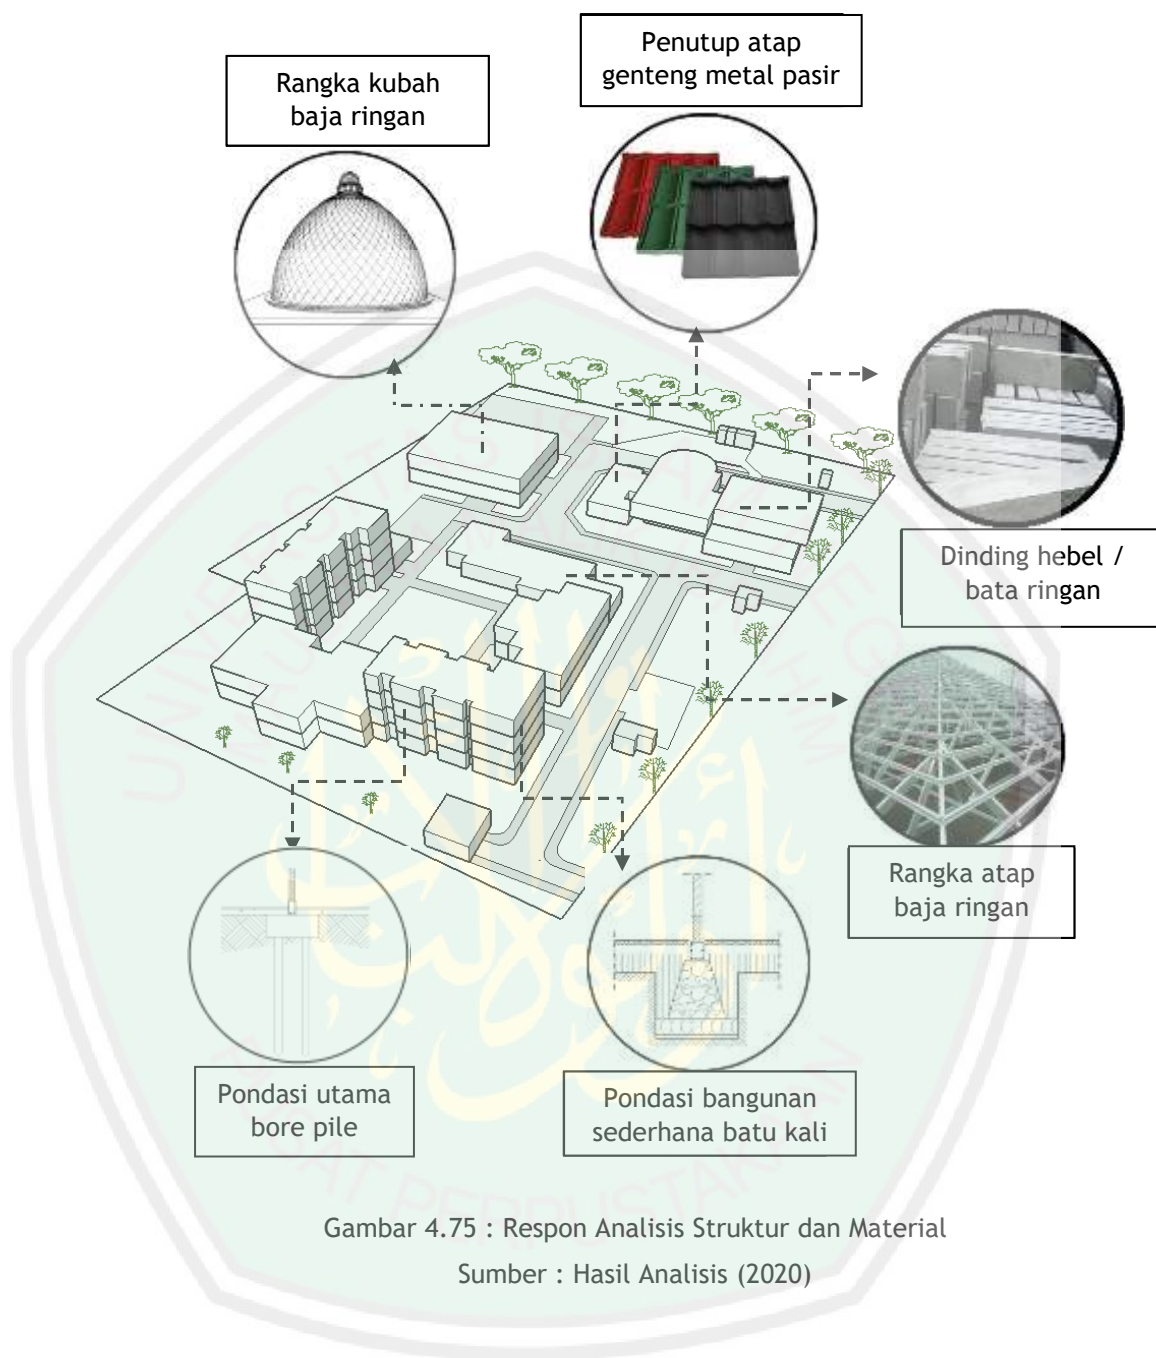 Penutup atap
genteng metal pasir
Rangka kubah
baja ringan
Dinding hebel /
bata ringan
Rangka atap
baja ringan
Pondasi utama
bore pile
Pondasi bangunan
sederhana batu kali
Gambar 4.75 : Respon Analisis Struktur dan Material
Sumber : Hasil Analisis (2020)
PUSAT PERPUSTAKAAN